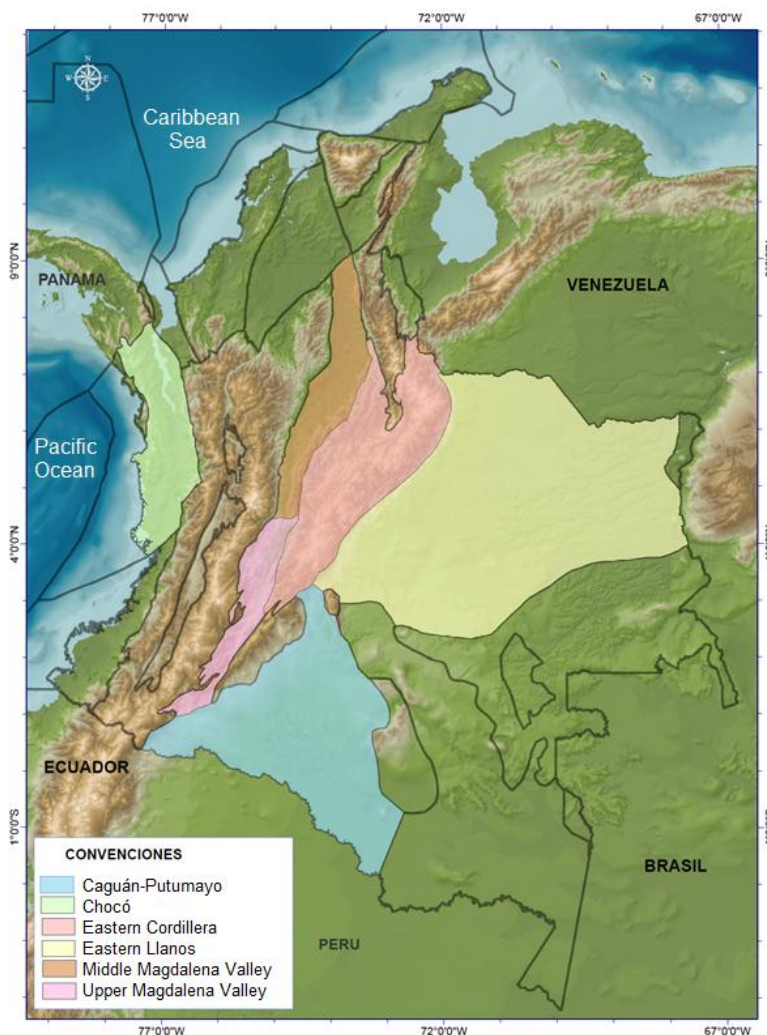 77°0'0"W 72°0'0"W 67°0'0"W
N
W E
S
Caribbean
Sea
9°0'0"N
PANAMA
VENEZUELA
Pacific
Ocean
4°0'0"N
ECUADOR
1°0'0"S
BRASIL
PERU
CONVENCIONES
Caguán-Putumayo
Chocó
Eastern Cordillera
Eastern Llanos
Middle Magdalena Valley
Upper Magdalena Valley
77°0'0"W 72°0'0"W 67°0'0"W